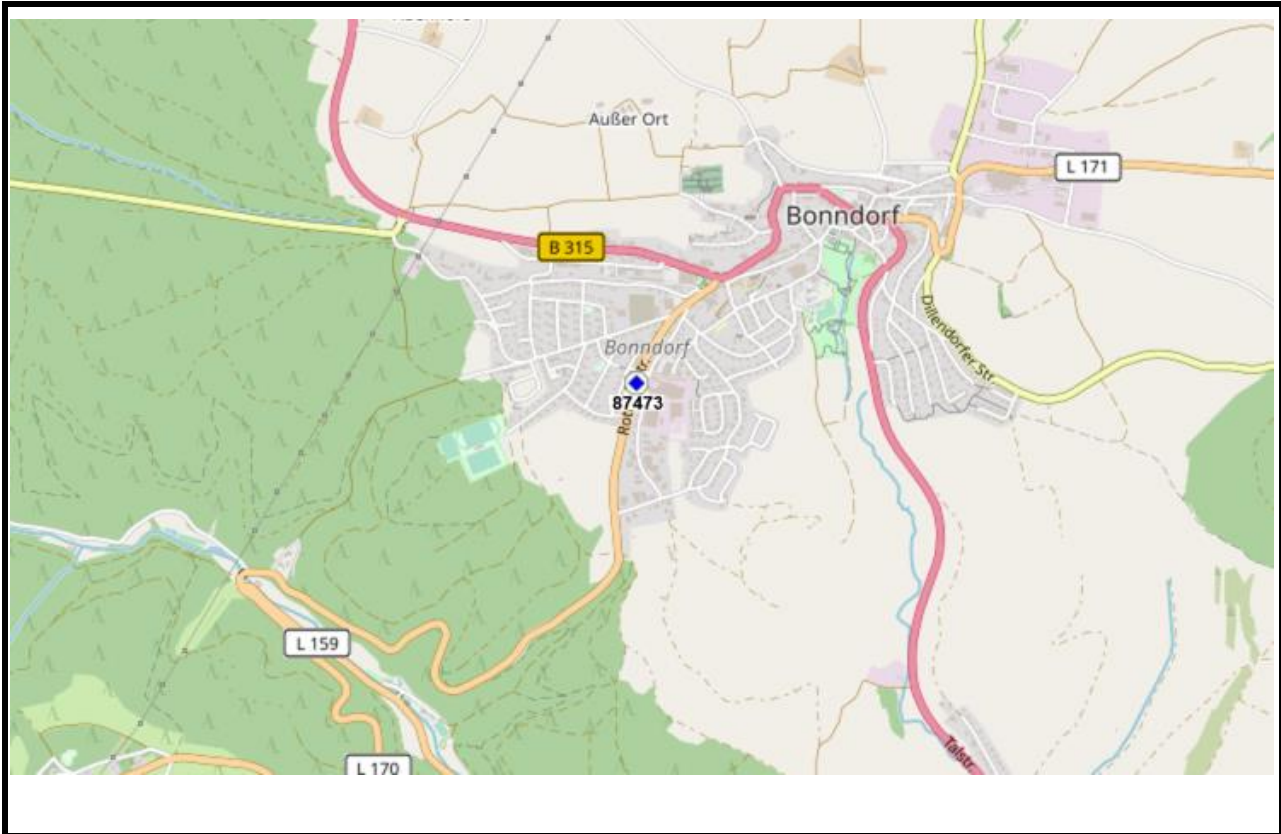 Außer Ort
L 171
Bonndorf
B 315
Dillendorfer Str.
Bonndorf
87473
L 159
L 170
Talstr.